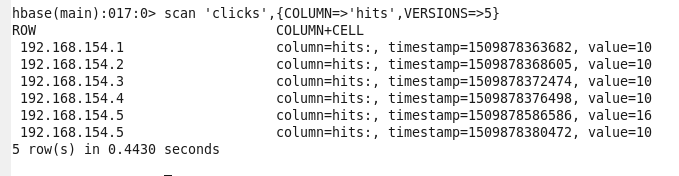 hbase(main):017:0> scan 'clicks',{COLUMN=>'hits',VERSIONS=>5}
ROW COLUMN+CELL
192.168.154.1 column=hits:, timestamp=1509878363682, value=10
192.168.154.2 column=hits:, timestamp=1509878368605, value=10
192.168.154.3 column=hits:, timestamp=1509878372474, value=10
192.168.154.4 column=hits:, timestamp=1509878376498, value=10
192.168.154.5 column=hits:, timestamp=1509878586586, value=16
192.168.154.5 column=hits:, timestamp=1509878380472, value=10
5 row(s) in 0.4430 seconds